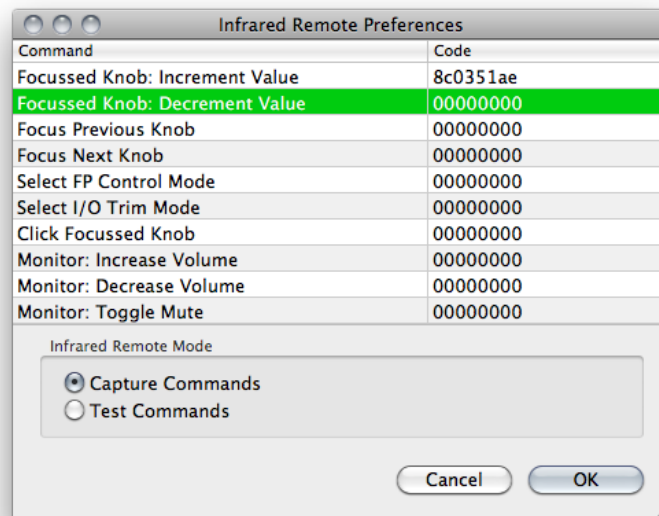 Infrared Remote Preferences
Command Code
Focussed Knob: Increment Value 8c0351ae
Focussed Knob: Decrement Value 00000000
Focus Previous Knob 00000000
Focus Next Knob 00000000
Select FP Control Mode 00000000
Select I/O Trim Mode 00000000
Click Focussed Knob 00000000
Monitor: Increase Volume 00000000
Monitor: Decrease Volume 00000000
Monitor: Toggle Mute 00000000
Infrared Remote Mode
Capture Commands
Test Commands
Cancel OK